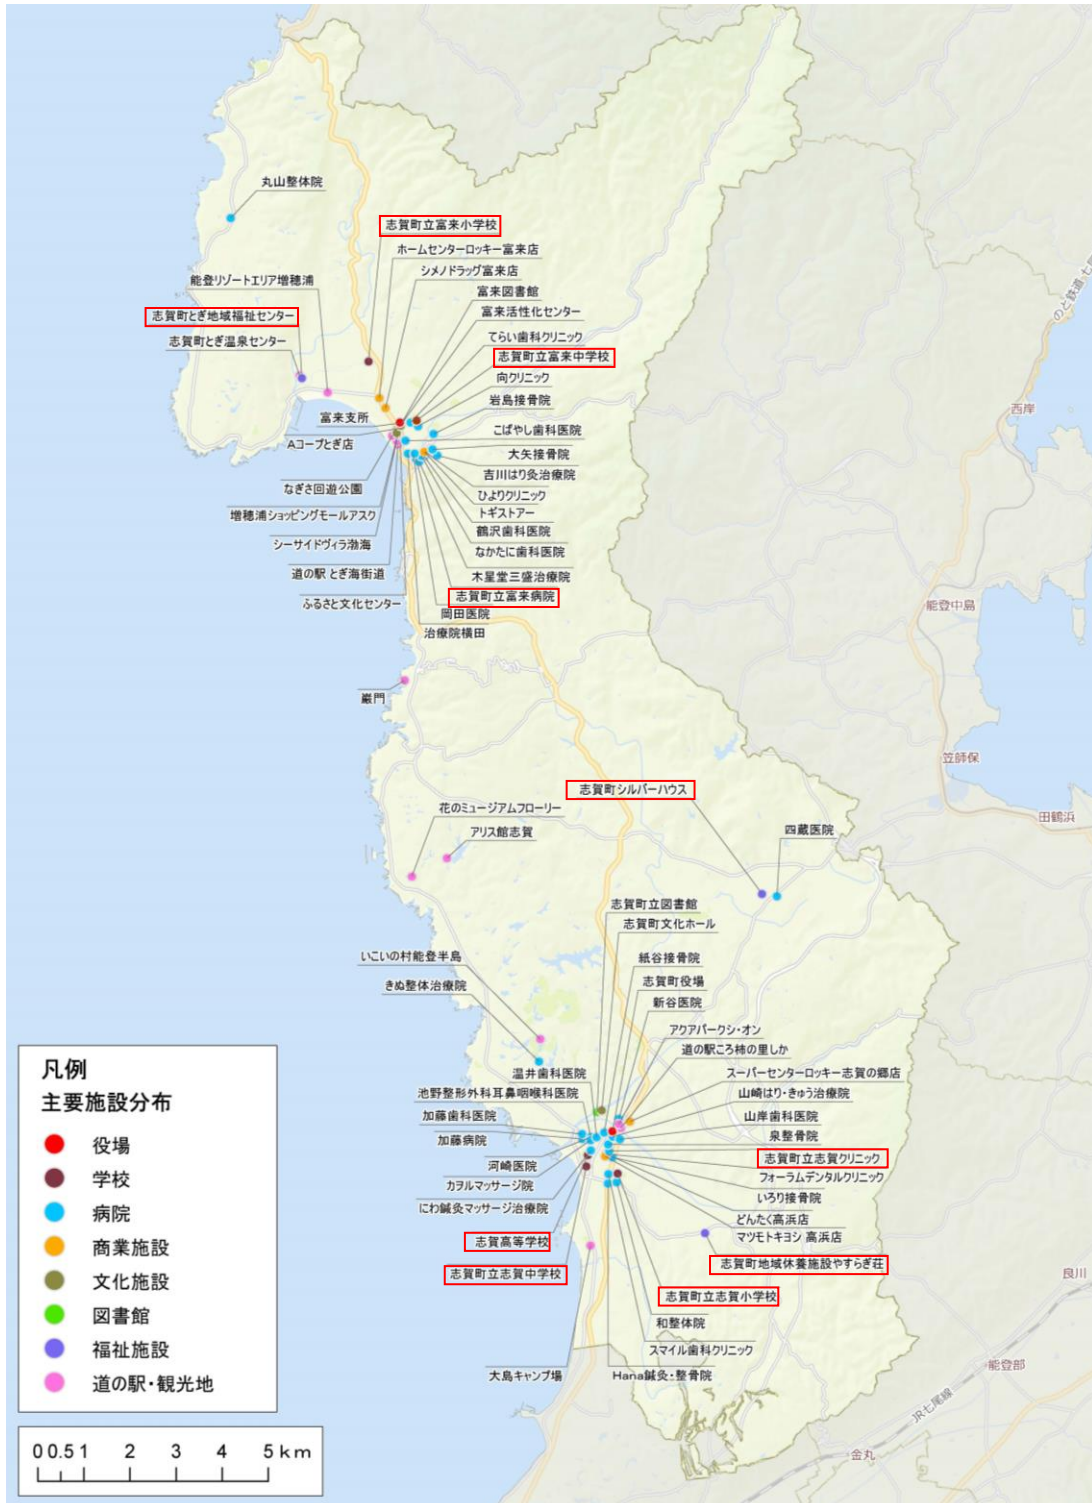 丸山整体院
志賀町立富来小学校
ホームセンターロッキー富来店
シメノドラッグ富来店
能登リゾートエリア増穂浦
富来図書館
富来活性化センター
志賀町とぎ地域福祉センター
志賀町とぎ温泉センター
てらい歯科クリニック
志賀町立富来中学校
向クリニック
岩島接骨院
富来支所
Aコープとぎ店
こばやし歯科医院
大矢接骨院
吉川はり灸治療院
なぎさ回遊公園
ひよりクリニック
増穂浦ショッピングモールアスク
トギストアー
鶴沢歯科医院
シーサイドヴィラ渤海
なかたに歯科医院
道の駅 とぎ海街道
木星堂三盛治療院
ふるさと文化センター
志賀町立富来病院
岡田医院
治療院横田
巌門
のと鉄道・七尾
西岸
能登中島
笠師保
田鶴浜
志賀町シルバーハウス
花のミュージアムフローリー
アリス館志賀
四蔵医院
志賀町立図書館
志賀町文化ホール
いこいの村能登半島
紙谷接骨院
きぬ整体治療院
志賀町役場
新谷医院
アクアパークシ・オン
道の駅ころ柿の里しか
温井歯科医院
スーパーセンターロッキー志賀の郷店
池野整形外科耳鼻咽喉科医院
山崎はり・きゅう治療院
加藤歯科医院
山岸歯科医院
加藤病院
泉整骨院
河崎医院
志賀町立志賀クリニック
カヲルマッサージ院
フォーラムデンタルクリニック
にわ鍼灸マッサージ治療院
いろり接骨院
どんたく高浜店
志賀高等学校
マツモトキヨシ 高浜店
志賀町立志賀中学校
志賀町地域休養施設やすらぎ荘
志賀町立志賀小学校
和整体院
スマイル歯科クリニック
大島キャンプ場
Hana鍼灸・整骨院
良川
能登部
JR七尾線
金丸
凡例
主要施設分布
役場
学校
病院
商業施設
文化施設
図書館
福祉施設
道の駅・観光地
0 0.5 1 2 3 4 5 km